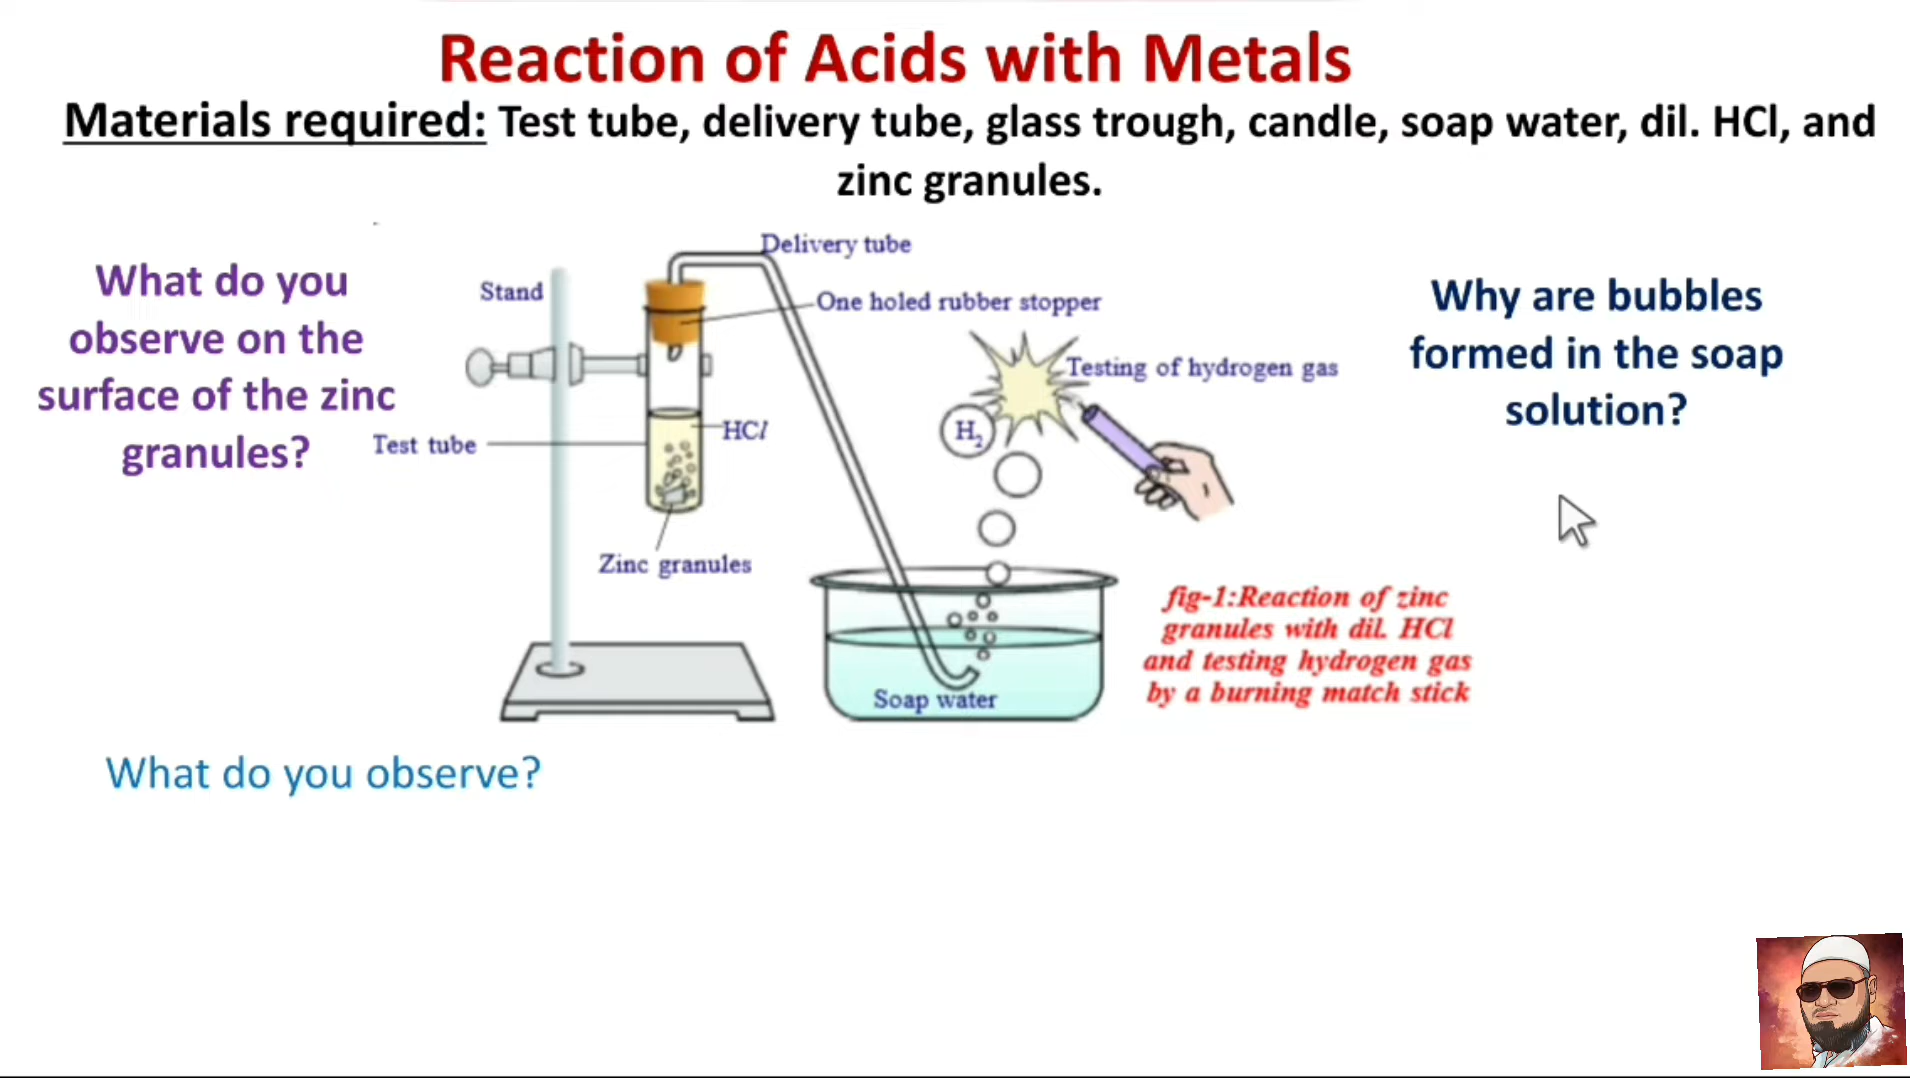 Reaction of Acids with Metals
Materials required: Test tube, delivery tube, glass trough, candle, soap water, dil. HCl, and
zinc granules.
What do you
observe on the
surface of the zinc
granules?
Delivery tube
Stand
One holed rubber stopper
Testing of hydrogen gas
H₂
HCl
Test tube
Zinc granules
Soap water
Why are bubbles
formed in the soap
solution?
fig-1:Reaction of zinc
granules with dil. HCl
and testing hydrogen gas
by a burning match stick
What do you observe?